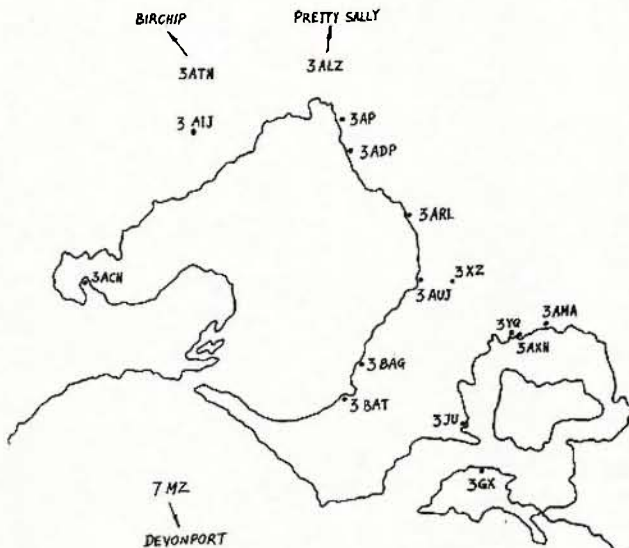 BIRCHIP
PRETTY SALLY
3ATN
3ALZ
3AIJ
3AP
3ADP
3ARL
3ACH
3XZ
3AUJ
3YQ
3AMA
3AXN
3BAG
3BAT
3JU
3GX
7MZ
DEVONPORT